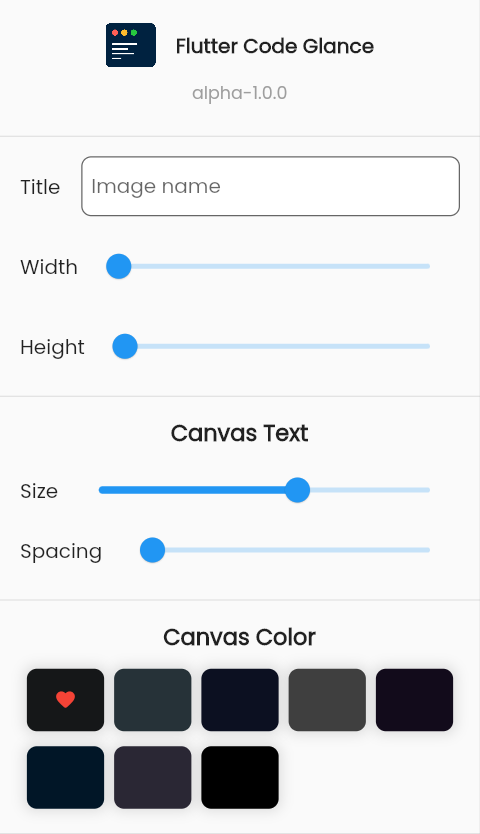 Flutter Code Glance
alpha-1.0.0
Title
Image name
Width
Height
Canvas Text
Size
Spacing
Canvas Color